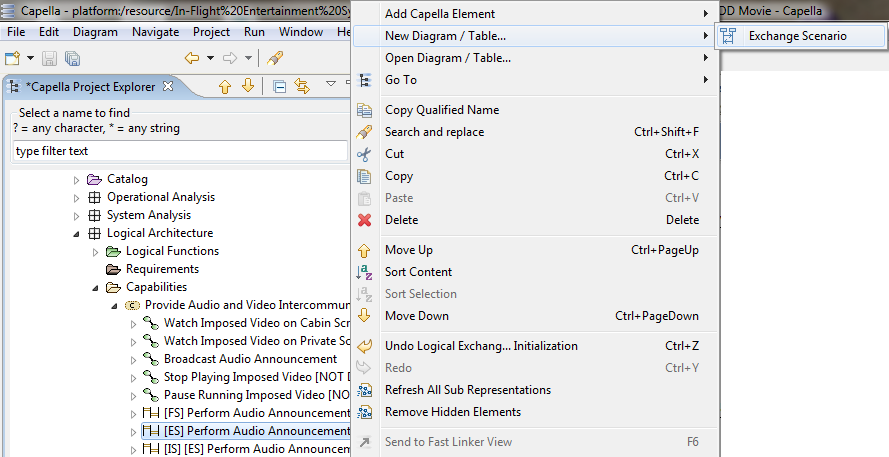 Capella - platform:/resource/In-Flight%20Entertainment%20Sy
DD Movie - Capella
File Edit Diagram Navigate Project Run Window He
*Capella Project Explorer
Select a name to find
? = any character, * = any string
type filter text
Catalog
Operational Analysis
System Analysis
Logical Architecture
Logical Functions
Requirements
Capabilities
Provide Audio and Video Intercommu
Watch Imposed Video on Cabin Scr
Watch Imposed Video on Private Sc
Broadcast Audio Announcement
Stop Playing Imposed Video [NOT D
Pause Running Imposed Video [NO
[FS] Perform Audio Announcement
[ES] Perform Audio Announcement
[IS] [ES] Perform Audio Announcem
Add Capella Element
New Diagram / Table...
Open Diagram / Table...
Go To
Copy Qualified Name
Search and replace Ctrl+Shift+F
Cut Ctrl+X
Copy Ctrl+C
Paste Ctrl+V
Delete Delete
Move Up Ctrl+PageUp
Sort Content
Sort Selection
Move Down Ctrl+PageDown
Undo Logical Exchang... Initialization Ctrl+Z
Redo Ctrl+Y
Refresh All Sub Representations
Remove Hidden Elements
Send to Fast Linker View F6
Exchange Scenario